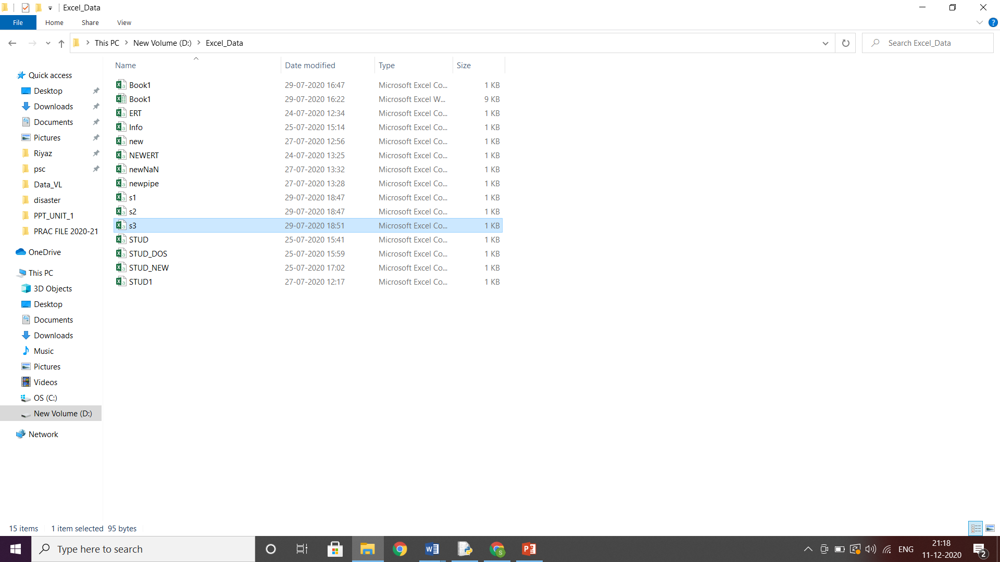 Excel_Data
File Home Share View
This PC New Volume (D:) Excel_Data
Search Excel_Data
Name Date modified Type Size
Book1 29-07-2020 16:47 Microsoft Excel Co... 1 KB
Book1 29-07-2020 16:22 Microsoft Excel W... 9 KB
ERT 24-07-2020 12:34 Microsoft Excel Co... 1 KB
Info 25-07-2020 15:14 Microsoft Excel Co... 1 KB
new 27-07-2020 12:56 Microsoft Excel Co... 1 KB
NEWERT 24-07-2020 13:25 Microsoft Excel Co... 1 KB
newNaN 27-07-2020 13:32 Microsoft Excel Co... 1 KB
newpipe 27-07-2020 13:28 Microsoft Excel Co... 1 KB
s1 29-07-2020 18:47 Microsoft Excel Co... 1 KB
s2 29-07-2020 18:47 Microsoft Excel Co... 1 KB
s3 29-07-2020 18:51 Microsoft Excel Co... 1 KB
STUD 25-07-2020 15:41 Microsoft Excel Co... 1 KB
STUD_DOS 25-07-2020 15:59 Microsoft Excel Co... 1 KB
STUD_NEW 25-07-2020 17:02 Microsoft Excel Co... 1 KB
STUD1 27-07-2020 12:17 Microsoft Excel Co... 1 KB
Quick access
Desktop
Downloads
Documents
Pictures
Riyaz
psc
Data_VL
disaster
PPT_UNIT_1
PRAC FILE 2020-21
OneDrive
This PC
3D Objects
Desktop
Documents
Downloads
Music
Pictures
Videos
OS (C:)
New Volume (D:)
Network
15 items 1 item selected 95 bytes
Type here to search
ENG
21:18
11-12-2020
2